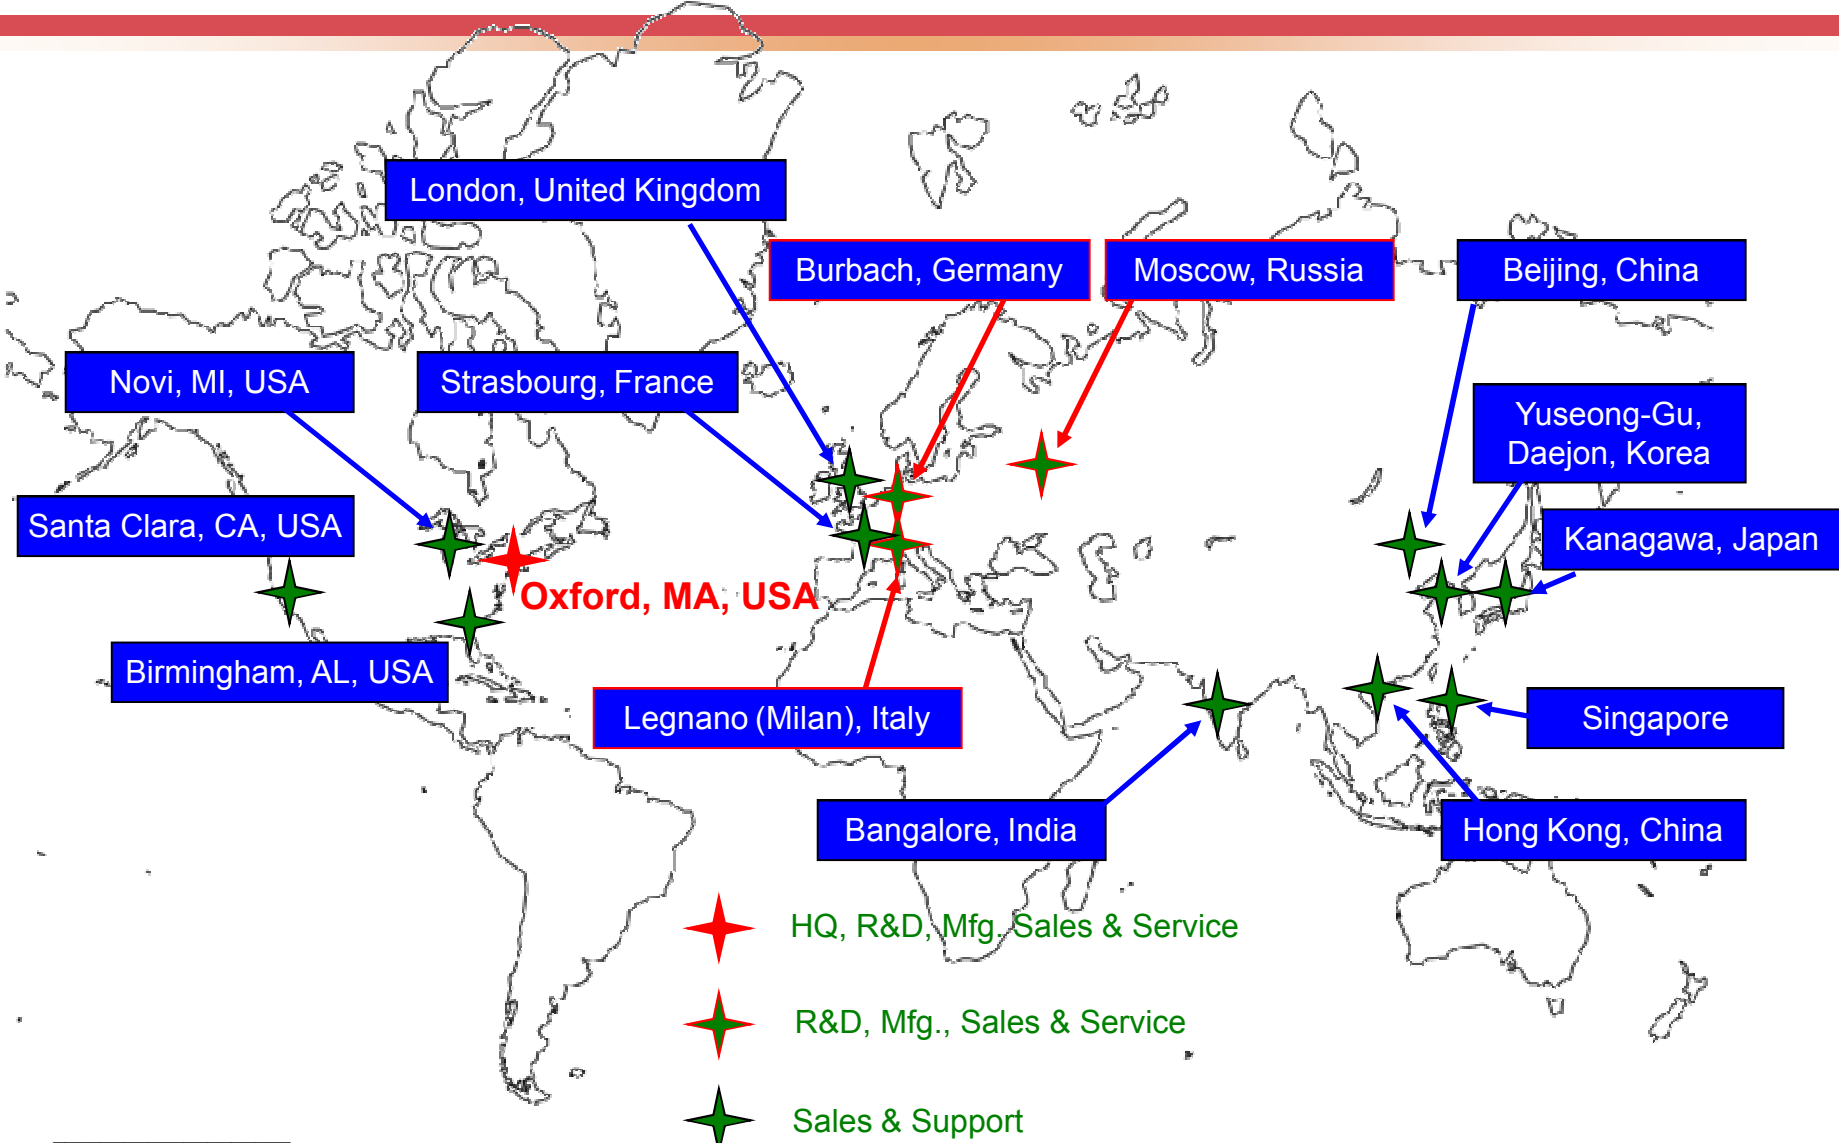 London, United Kingdom
Burbach, Germany
Moscow, Russia
Beijing, China
Novi, MI, USA
Strasbourg, France
Yuseong-Gu,
Daejon, Korea
Santa Clara, CA, USA
Kanagawa, Japan
Oxford, MA, USA
Birmingham, AL, USA
Legnano (Milan), Italy
Singapore
Bangalore, India
Hong Kong, China
HQ, R&D, Mfg. Sales & Service
R&D, Mfg., Sales & Service
Sales & Support